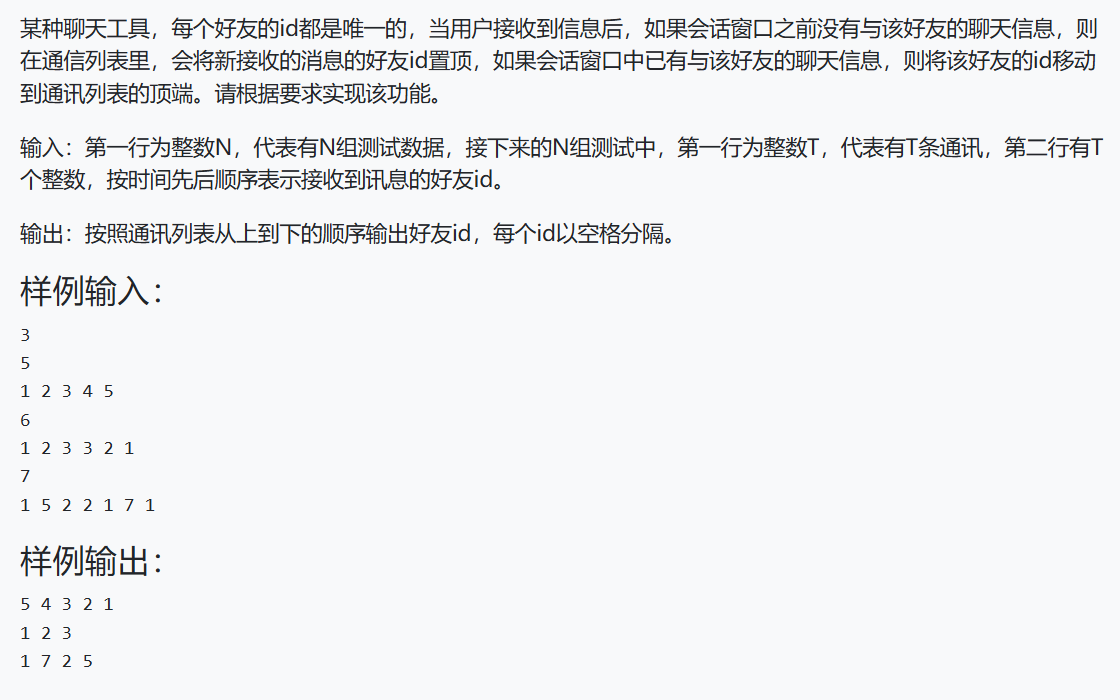 某种聊天工具，每个好友的id都是唯一的，当用户接收到信息后，如果会话窗口之前没有与该好友的聊天信息，则
在通信列表里，会将新接收的消息的好友id置顶，如果会话窗口中已有与该好友的聊天信息，则将该好友的id移动
到通讯列表的顶端。请根据要求实现该功能。
输入：第一行为整数N，代表有N组测试数据，接下来的N组测试中，第一行为整数T，代表有T条通讯，第二行有T
个整数，按时间先后顺序表示接收到讯息的好友id。
输出：按照通讯列表从上到下的顺序输出好友id，每个id以空格分隔。
样例输入：
3
5
1 2 3 4 5
6
1 2 3 3 2 1
7
1 5 2 2 1 7 1
样例输出：
5 4 3 2 1
1 2 3
1 7 2 5